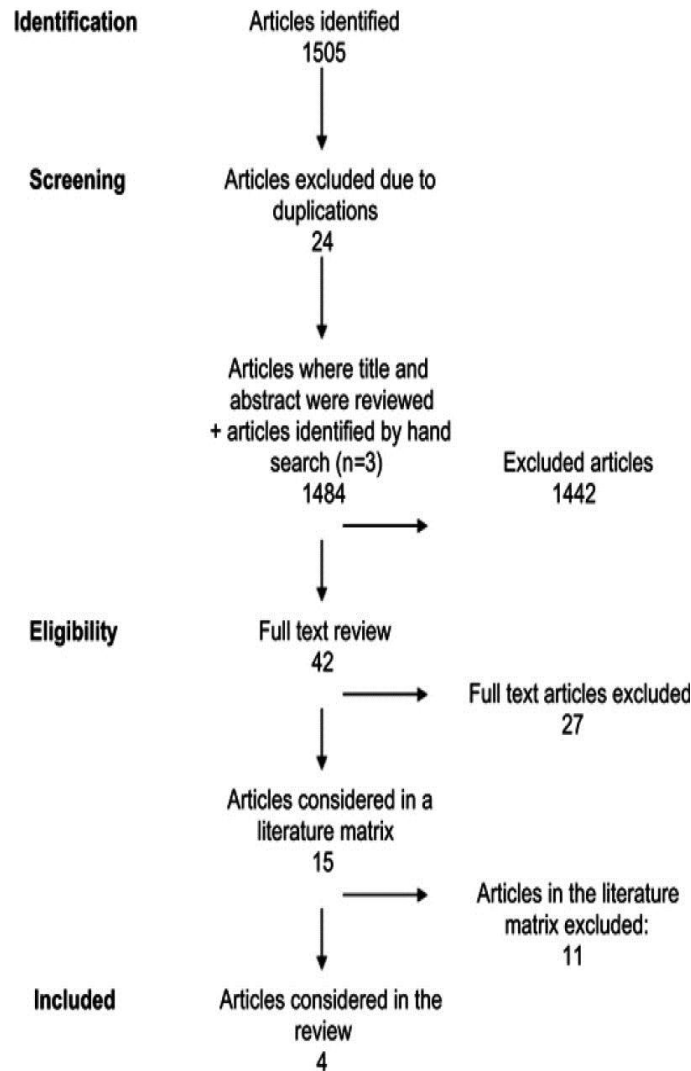 Identification
Articles identified
1505
Screening
Articles excluded due to
duplications
24
Articles where title and
abstract were reviewed
+ articles identified by hand
search (n=3)
1484
Excluded articles
1442
Eligibility
Full text review
42
Full text articles excluded
27
Articles considered in a
literature matrix
15
Articles in the literature
matrix excluded:
11
Included
Articles considered in the
review
4